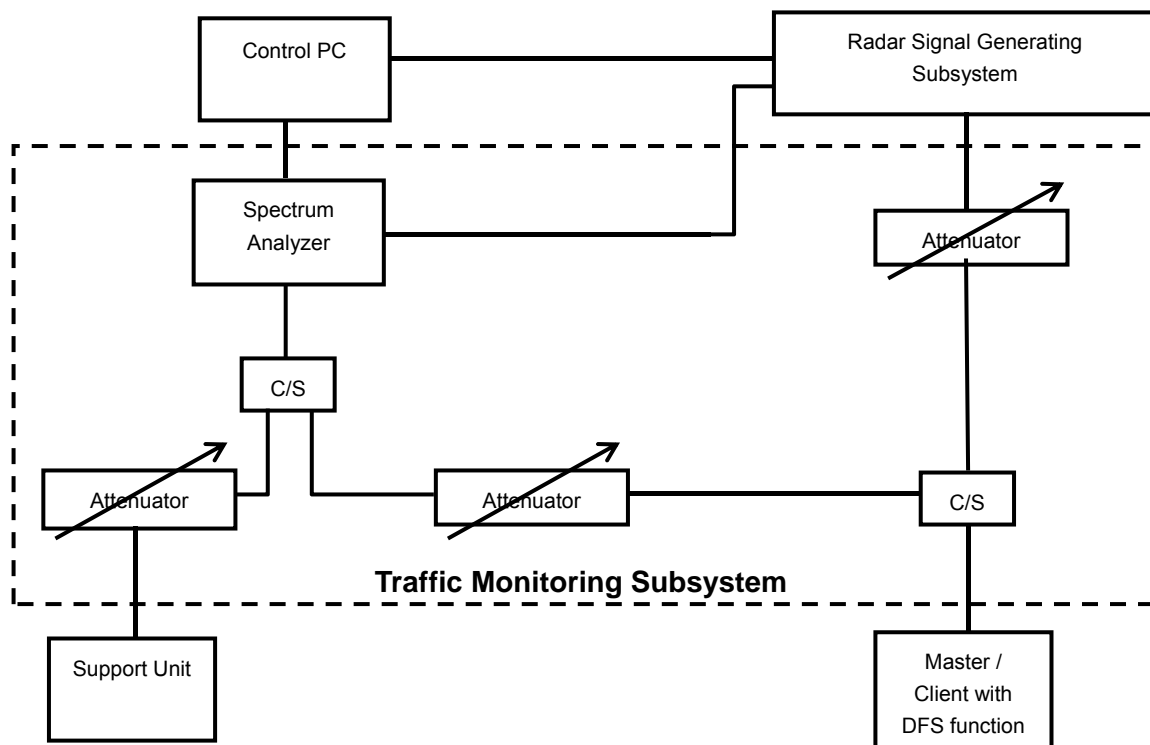 Control PC
Radar Signal Generating
Subsystem
Spectrum
Analyzer
Attenuator
C/S
Attenuator
Attenuator
C/S
Traffic Monitoring Subsystem
Support Unit
Master /
Client with
DFS function